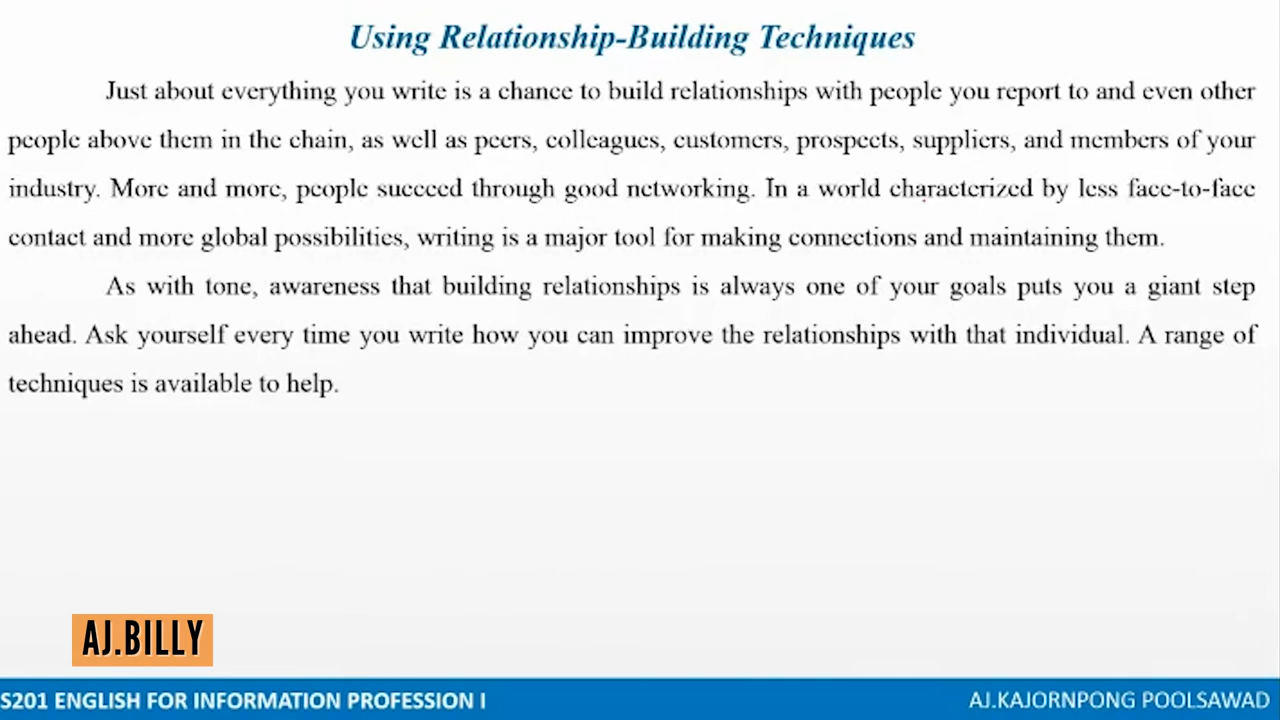 Using Relationship-Building Techniques
Just about everything you write is a chance to build relationships with people you report to and even other
people above them in the chain, as well as peers, colleagues, customers, prospects, suppliers, and members of your
industry. More and more, people succeed through good networking. In a world characterized by less face-to-face
contact and more global possibilities, writing is a major tool for making connections and maintaining them.
As with tone, awareness that building relationships is always one of your goals puts you a giant step
ahead. Ask yourself every time you write how you can improve the relationships with that individual. A range of
techniques is available to help.
AJ.BILLY
S201 ENGLISH FOR INFORMATION PROFESSION I
AJ.KAJORNPONG POOLSAWAD